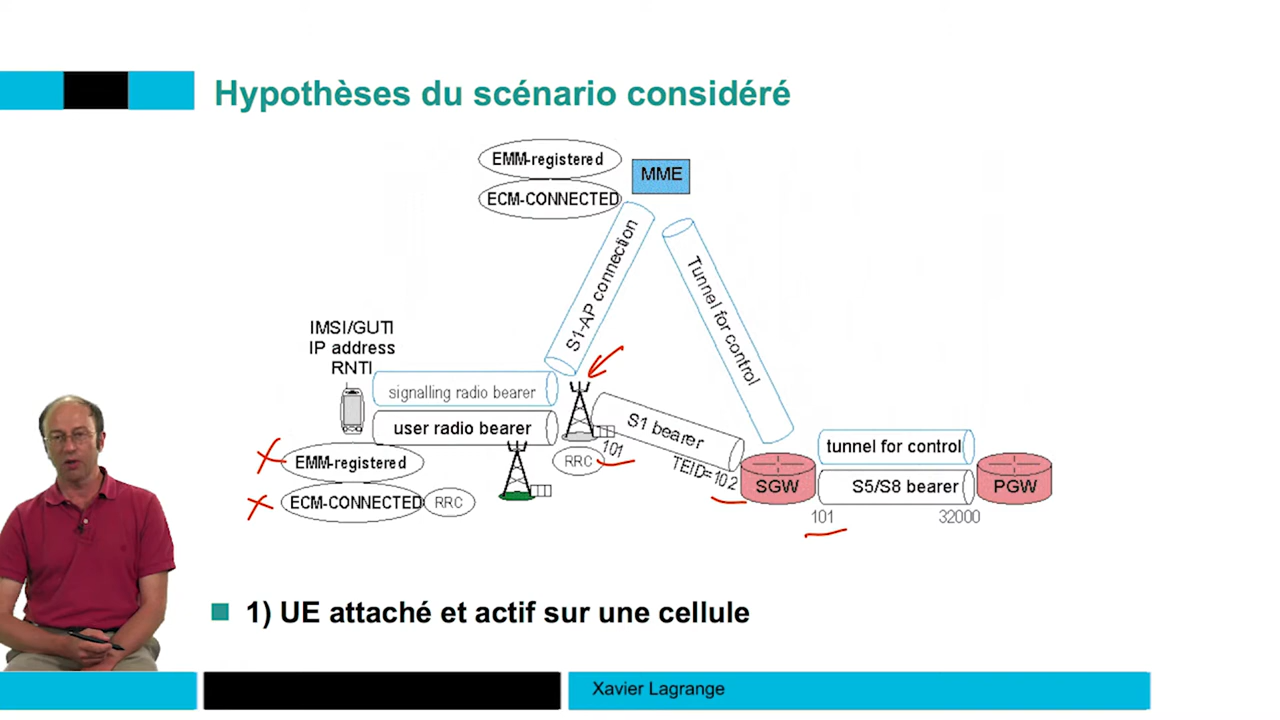 Hypothèses du scénario considéré
EMM-registered
MME
ECM-CONNECTED
S1-AP connection
Tunnel for control
IMSI/GUTI
IP address
RNTI
signalling radio bearer
user radio bearer
S1 bearer
101
TEID=102
EMM-registered
RRC
ECM-CONNECTED
RRC
tunnel for control
SGW
S5/S8 bearer
PGW
101
32000
1) UE attaché et actif sur une cellule
Xavier Lagrange